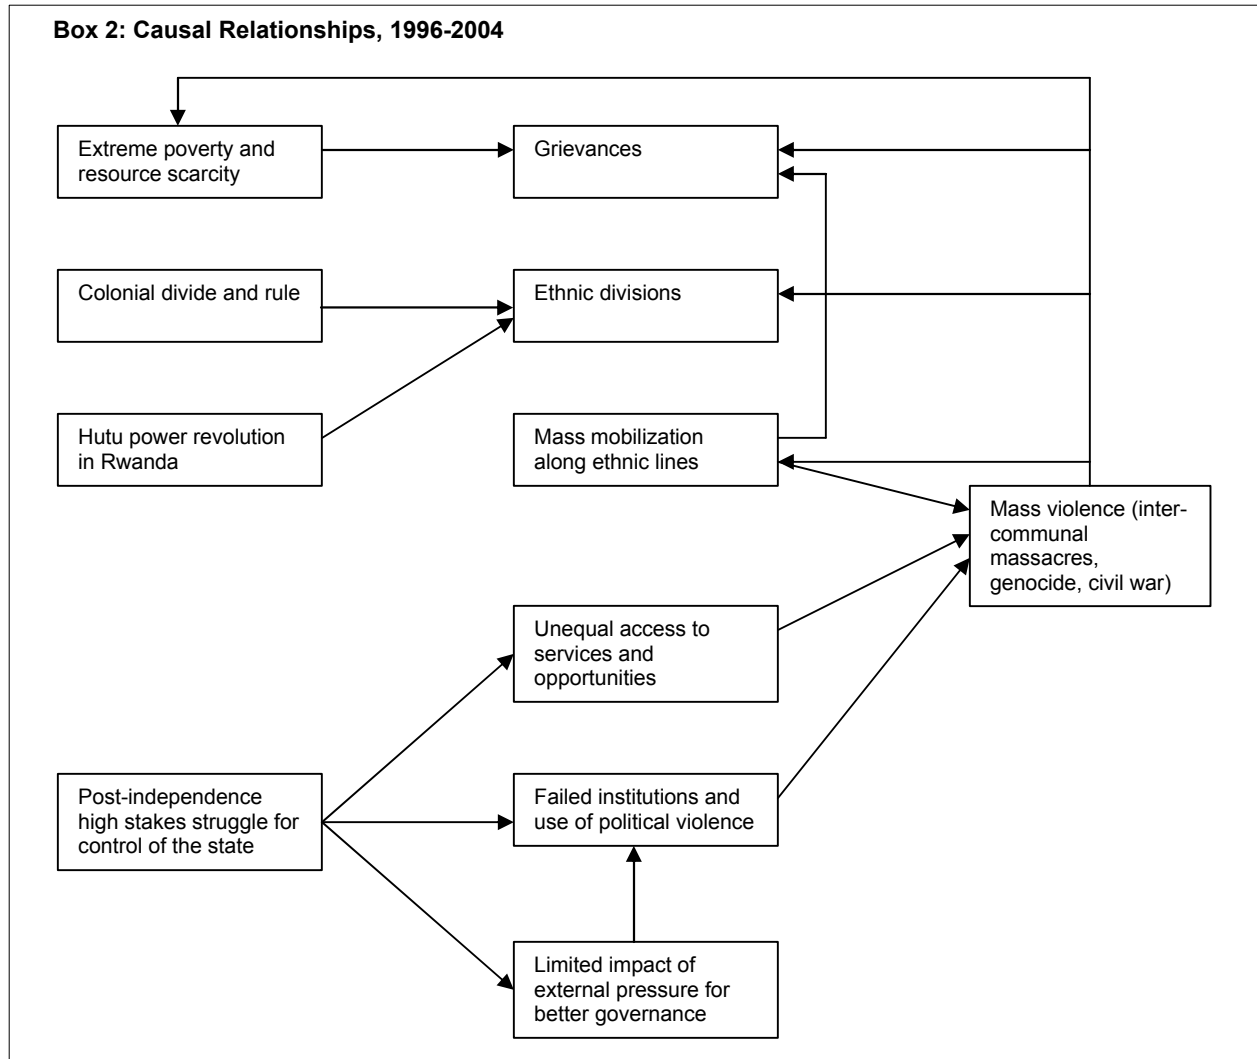 Box 2: Causal Relationships, 1996-2004
Extreme poverty and
resource scarcity
Grievances
Colonial divide and rule
Ethnic divisions
Hutu power revolution
in Rwanda
Mass mobilization
along ethnic lines
Mass violence (inter-
communal
massacres,
genocide, civil war)
Unequal access to
services and
opportunities
Post-independence
high stakes struggle for
control of the state
Failed institutions and
use of political violence
Limited impact of
external pressure for
better governance